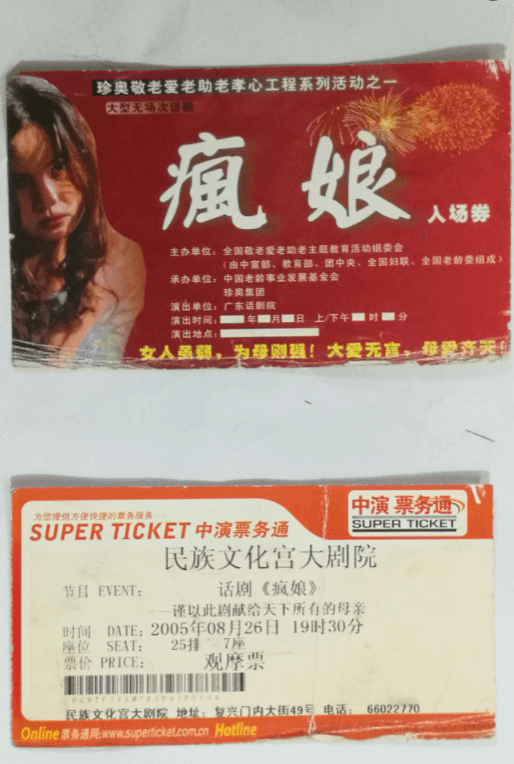 珍奥敬老爱老助老孝心工程系列活动之一
大型无场次话剧
瘋娘
入场券
主办单位：全国敬老爱老助老主题教育活动组委会
（由中宣部、教育部、团中央、全国妇联、全国老龄委组成）
承办单位：中国老龄事业发展基金会
珍奥集团
演出单位：广东话剧院
演出时间： 年 月 日 上/下午 时 分
演出地点：
女人虽弱，为母则强！大爱无言，母爱齐天！
为您提供方便快捷的票务服务
SUPER TICKET 中演票务通
中演票务通
SUPER TICKET
民族文化宫大剧院
节目 EVENT: 话剧《疯娘》
——谨以此剧献给天下所有的母亲
时间 DATE: 2005年08月26日 19时30分
座位 SEAT: 25排 7座
票价 PRICE: 观摩票
民族文化宫大剧院 地址：复兴门内大街49号 电话： 66022770
Online 票务通网:www.superticket.com.cn Hotline